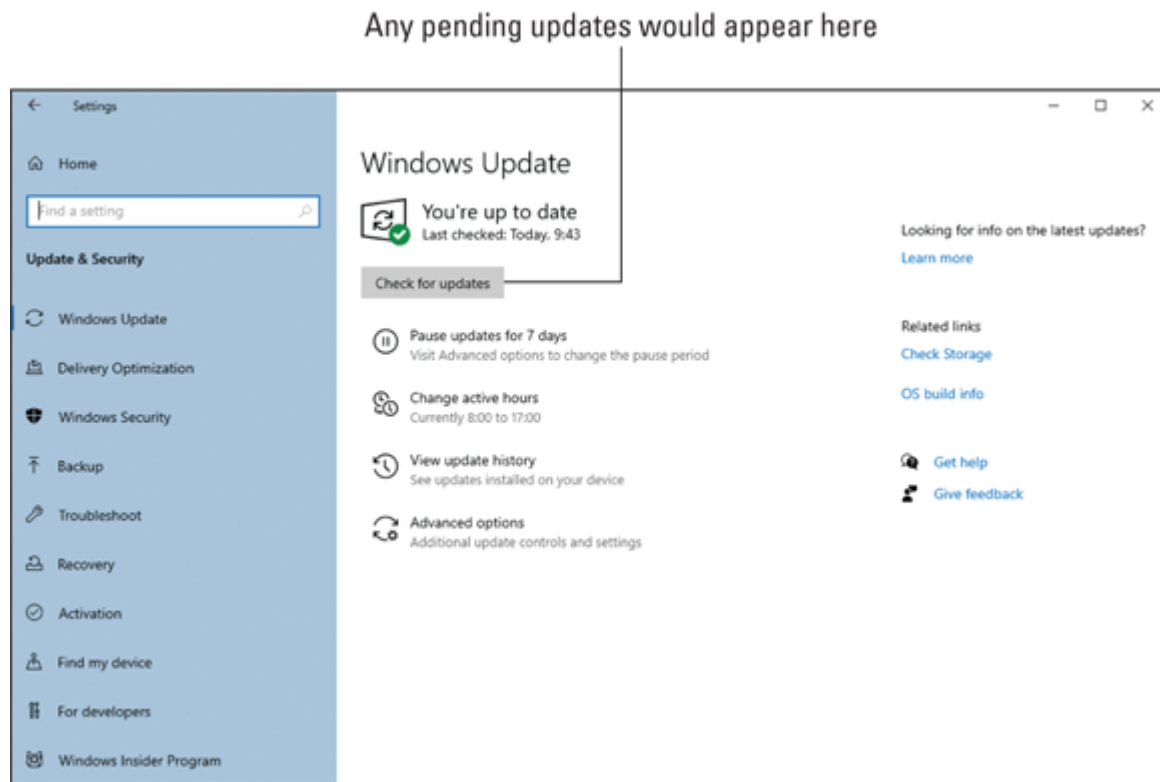 Any pending updates would appear here
Settings
Home
Find a setting
Update & Security
Windows Update
Delivery Optimization
Windows Security
Backup
Troubleshoot
Recovery
Activation
Find my device
For developers
Windows Insider Program
Windows Update
You're up to date
Last checked: Today, 9:43
Check for updates
Pause updates for 7 days
Visit Advanced options to change the pause period
Change active hours
Currently 8:00 to 17:00
View update history
See updates installed on your device
Advanced options
Additional update controls and settings
Looking for info on the latest updates?
Learn more
Related links
Check Storage
OS build info
Get help
Give feedback